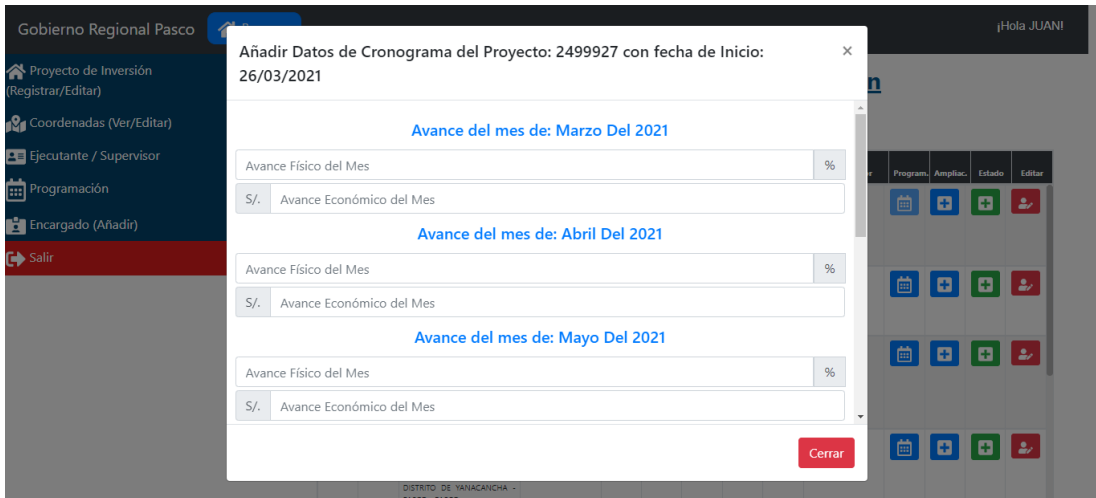 Gobierno Regional Pasco
¡Hola JUAN!
Proyecto de Inversión
(Registrar/Editar)
Coordenadas (Ver/Editar)
Ejecutante / Supervisor
Programación
Encargado (Añadir)
Salir
Añadir Datos de Cronograma del Proyecto: 2499927 con fecha de Inicio:
26/03/2021
×
Avance del mes de: Marzo Del 2021
Avance Físico del Mes %
S/. Avance Económico del Mes
Avance del mes de: Abril Del 2021
Avance Físico del Mes %
S/. Avance Económico del Mes
Avance del mes de: Mayo Del 2021
Avance Físico del Mes %
S/. Avance Económico del Mes
Cerrar
Program. Ampliac. Estado Editar
DISTRITO DE YANACANCHA -